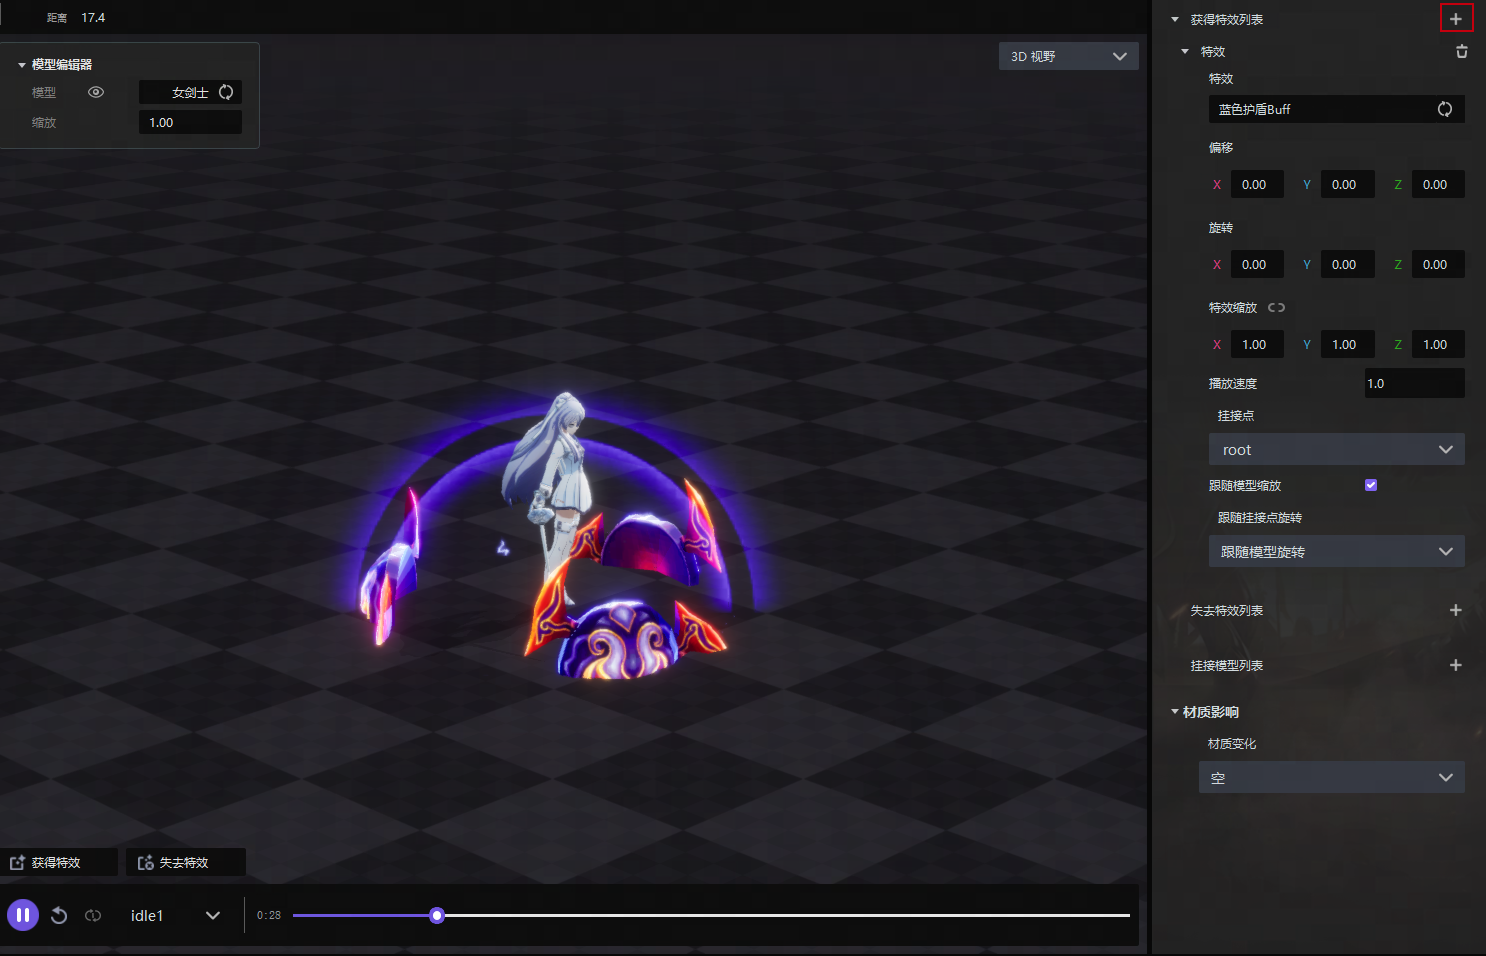 距离 17.4
模型编辑器
模型 女剑士
缩放 1.00
3D 视野
获得特效
失去特效
idle1
0:28
获得特效列表
特效
特效
蓝色护盾Buff
偏移
X 0.00 Y 0.00 Z 0.00
旋转
X 0.00 Y 0.00 Z 0.00
特效缩放
X 1.00 Y 1.00 Z 1.00
播放速度 1.0
挂接点
root
跟随模型缩放
跟随挂接点旋转
跟随模型旋转
失去特效列表
挂接模型列表
材质影响
材质变化
空